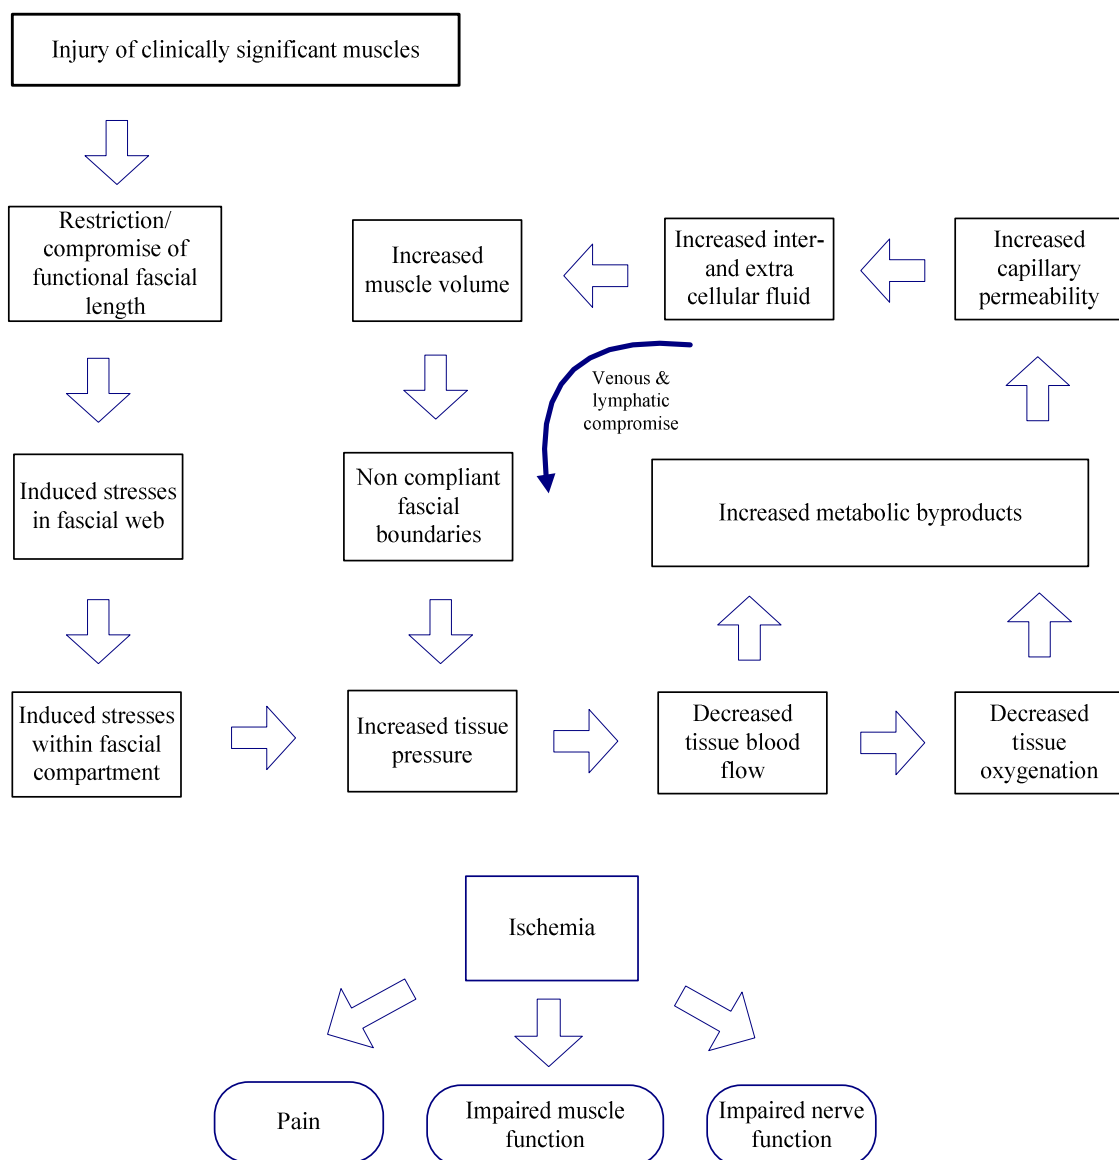 Injury of clinically significant muscles
Restriction/
compromise of
functional fascial
length
Increased
muscle volume
Increased inter-
and extra
cellular fluid
Increased
capillary
permeability
Venous &
lymphatic
compromise
Induced stresses
in fascial web
Non compliant
fascial
boundaries
Increased metabolic byproducts
Induced stresses
within fascial
compartment
Increased tissue
pressure
Decreased
tissue blood
flow
Decreased
tissue
oxygenation
Ischemia
Pain
Impaired muscle
function
Impaired nerve
function